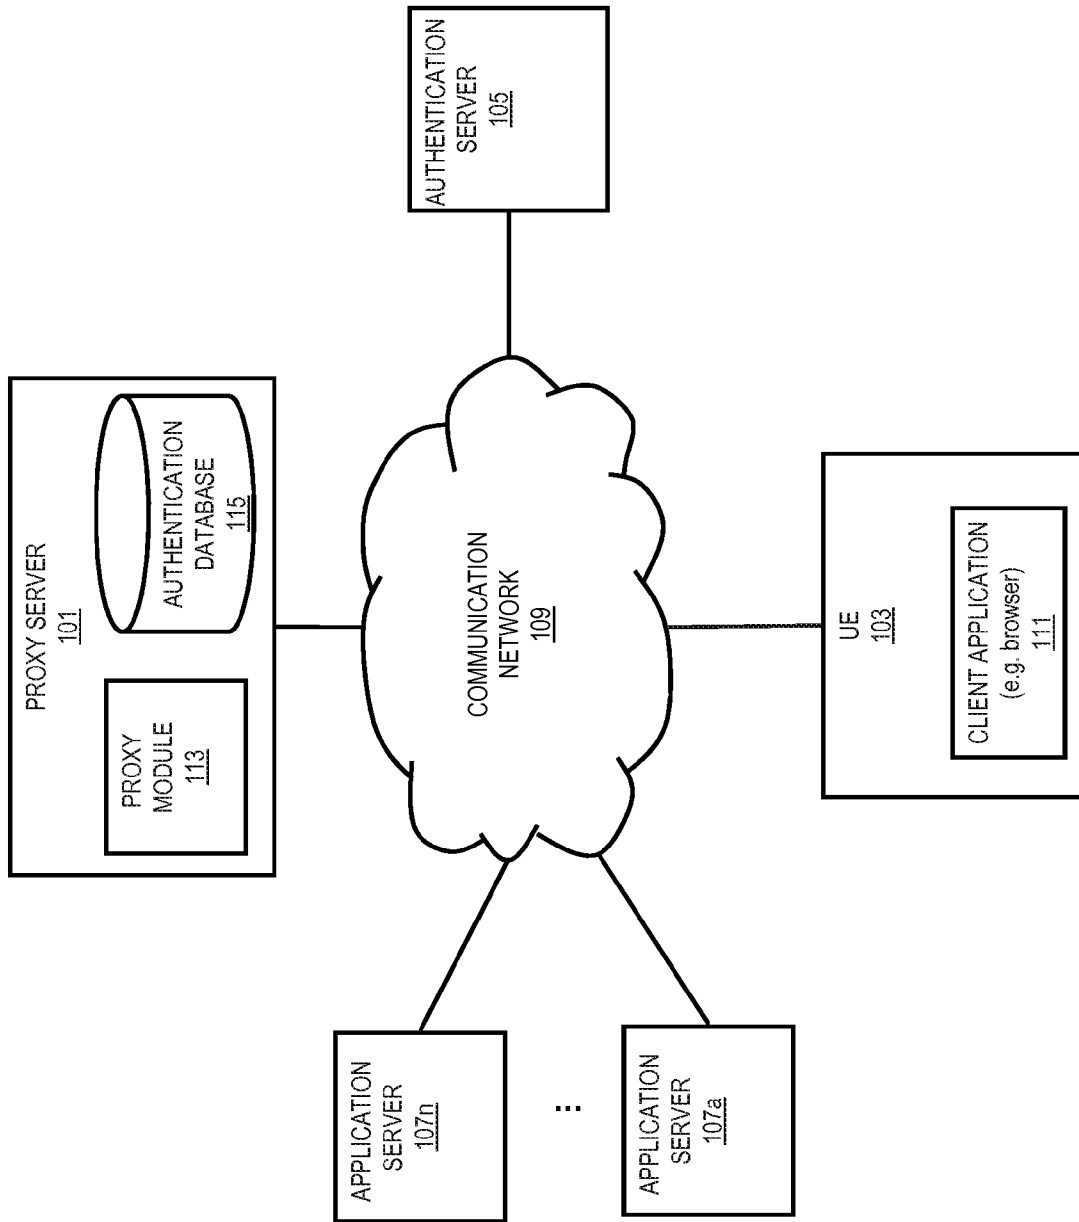 PROXY SERVER
101
PROXY
MODULE
113
AUTHENTICATION
DATABASE
115
APPLICATION
SERVER
107n
...
APPLICATION
SERVER
107a
COMMUNICATION
NETWORK
109
AUTHENTICATION
SERVER
105
UE
103
CLIENT APPLICATION
(e.g. browser)
111